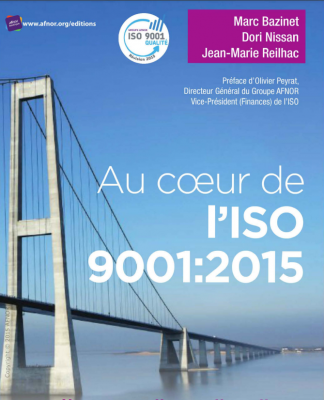 www.afnor.org/editions
ISO 9001
QUALITÉ
Marc Bazinet
Dori Nissan
Jean-Marie Reilhac
Préface d'Olivier Peyrat,
Directeur Général du Groupe AFNOR
Vice-Président (Finances) de l'ISO
Au cœur de
l'ISO
9001:2015